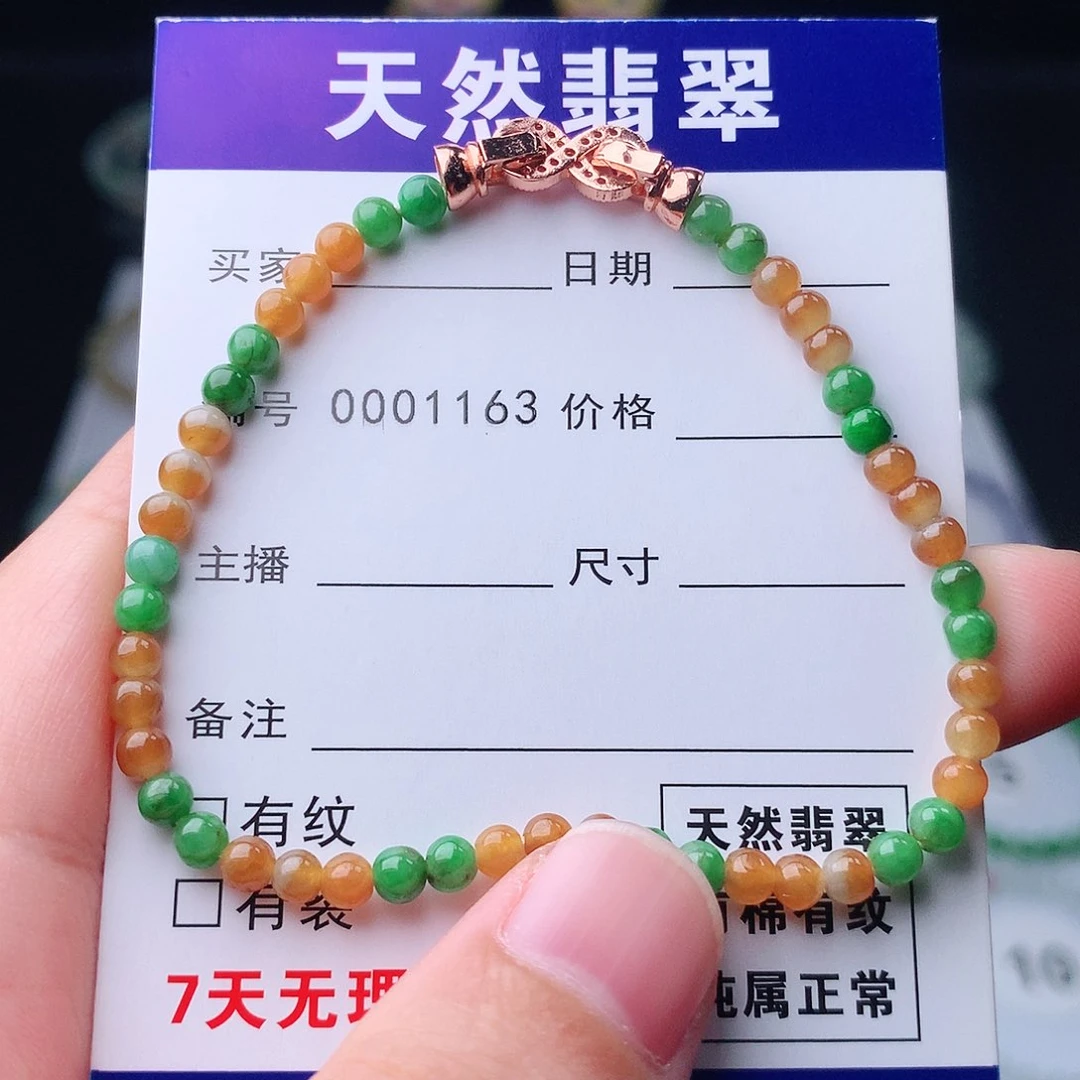 天然翡翠
买家 日期
号 0001163 价格
主播 尺寸
备注
有纹
天然翡翠
有裂
棉有纹
7天无理
纯属正常